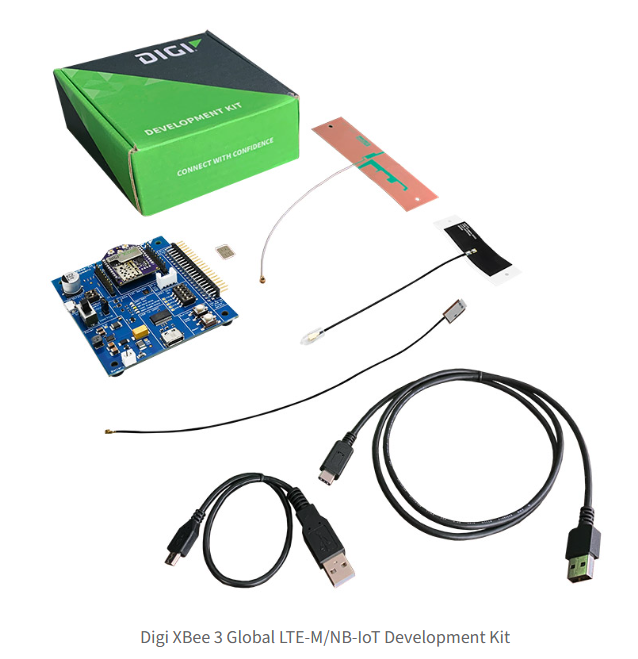 DIGI
DEVELOPMENT KIT
CONNECT WITH CONFIDENCE
Digi XBee 3 Global LTE-M/NB-IoT Development Kit